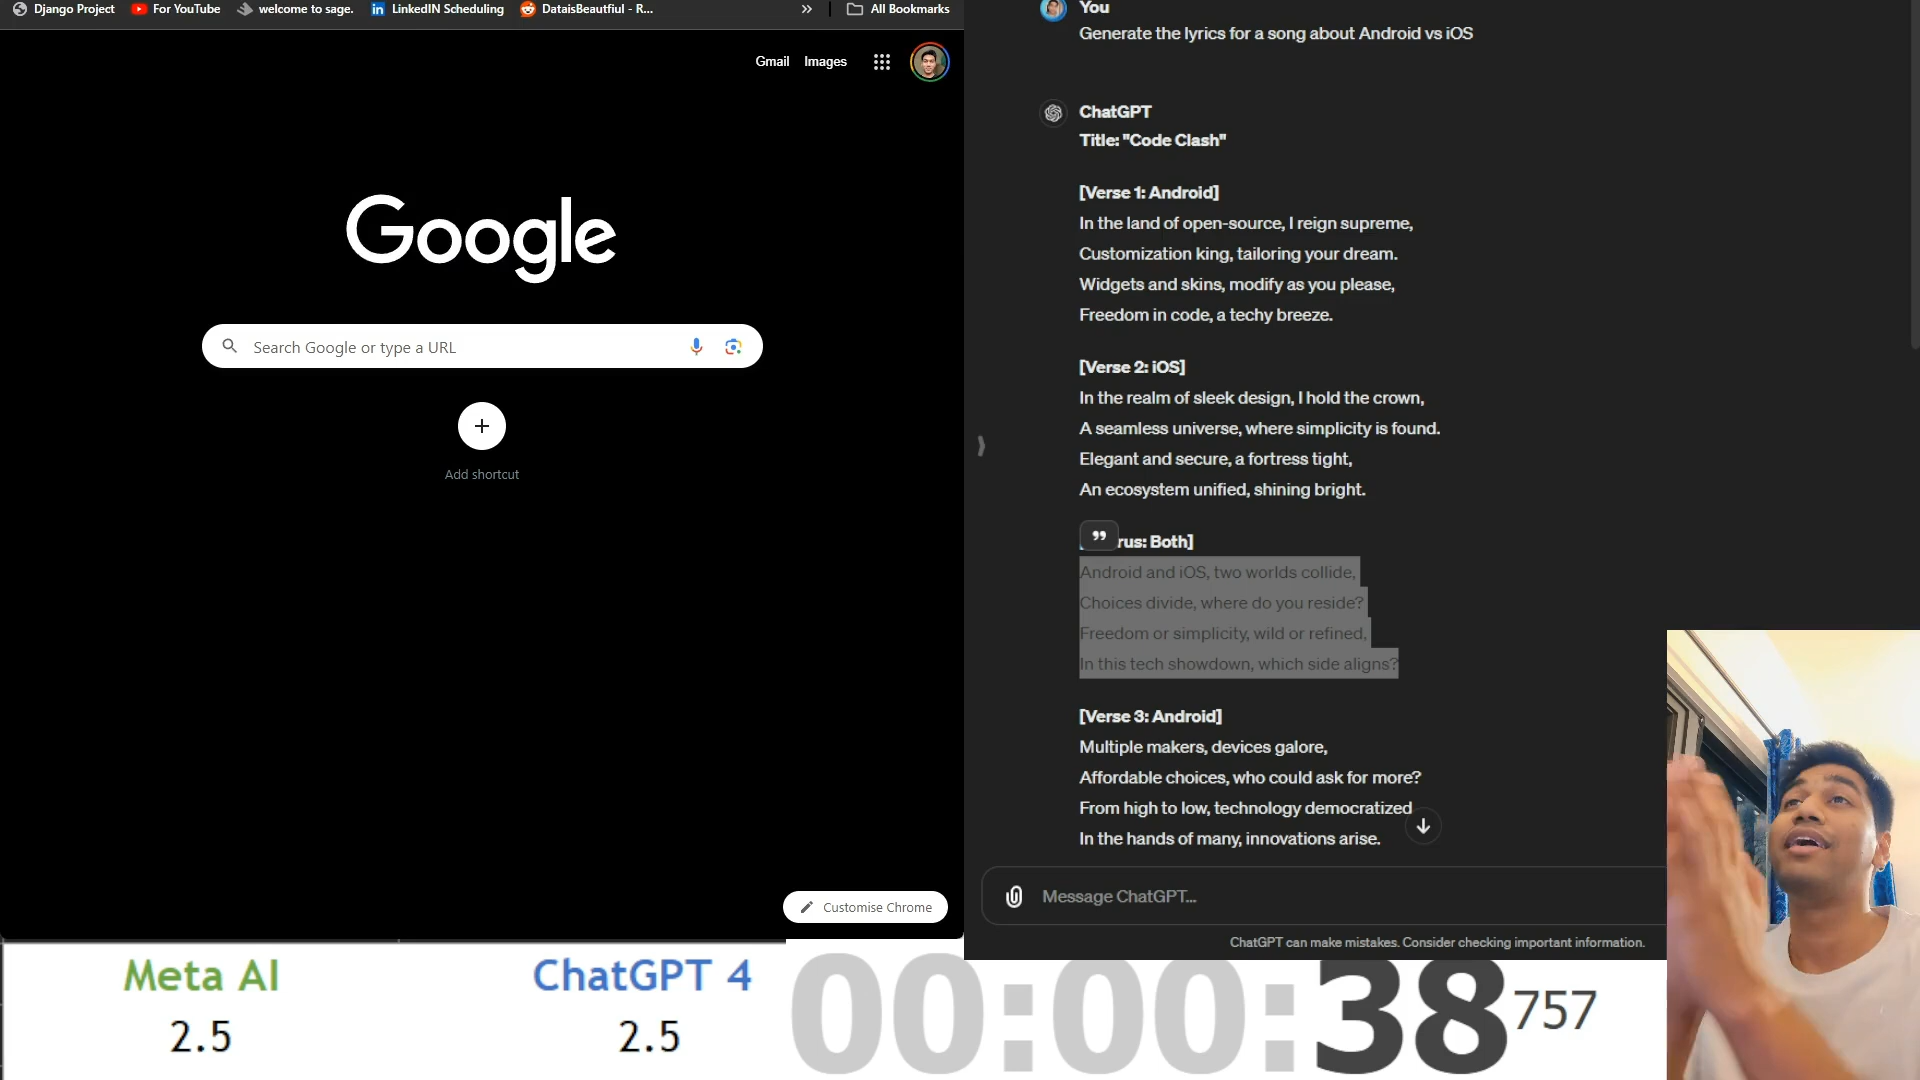 Django Project
For YouTube
welcome to sage.
LinkedIN Scheduling
DataisBeautfiul - R...
»
All Bookmarks
Gmail
Images
Google
Search Google or type a URL
Add shortcut
Customise Chrome
You
Generate the lyrics for a song about Android vs iOS
ChatGPT
Title: "Code Clash"
[Verse 1: Android]
In the land of open-source, I reign supreme,
Customization king, tailoring your dream.
Widgets and skins, modify as you please,
Freedom in code, a techy breeze.
[Verse 2: iOS]
In the realm of sleek design, I hold the crown,
A seamless universe, where simplicity is found.
Elegant and secure, a fortress tight,
An ecosystem unified, shining bright.
rus: Both]
Android and iOS, two worlds collide,
Choices divide, where do you reside?
Freedom or simplicity, wild or refined,
In this tech showdown, which side aligns?
[Verse 3: Android]
Multiple makers, devices galore,
Affordable choices, who could ask for more?
From high to low, technology democratized
In the hands of many, innovations arise.
Message ChatGPT...
ChatGPT can make mistakes. Consider checking important information.
Meta AI
2.5
ChatGPT 4
2.5
00:00:38 757